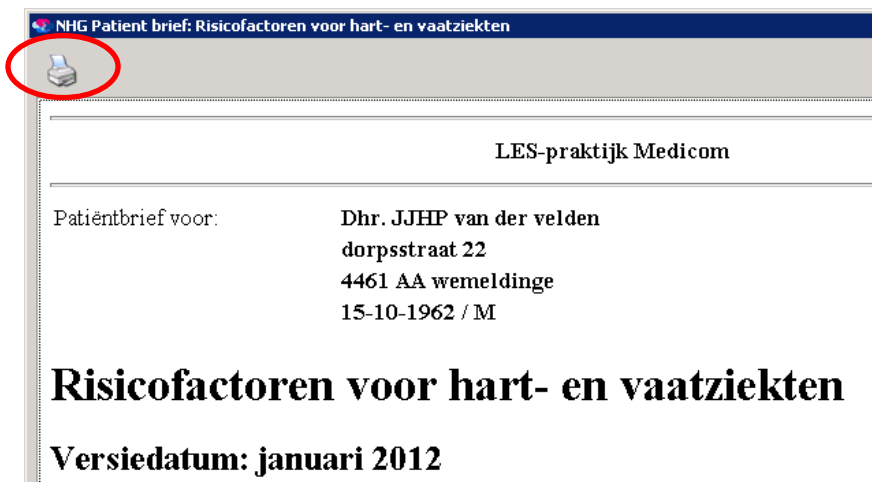 NHG Patient brief: Risicofactoren voor hart- en vaatziekten
LES-praktijk Medicom
Patiëntbrief voor: Dhr. JJHP van der velden
dorpsstraat 22
4461 AA wemeldinge
15-10-1962 / M
Risicofactoren voor hart- en vaatziekten
Versiedatum: januari 2012